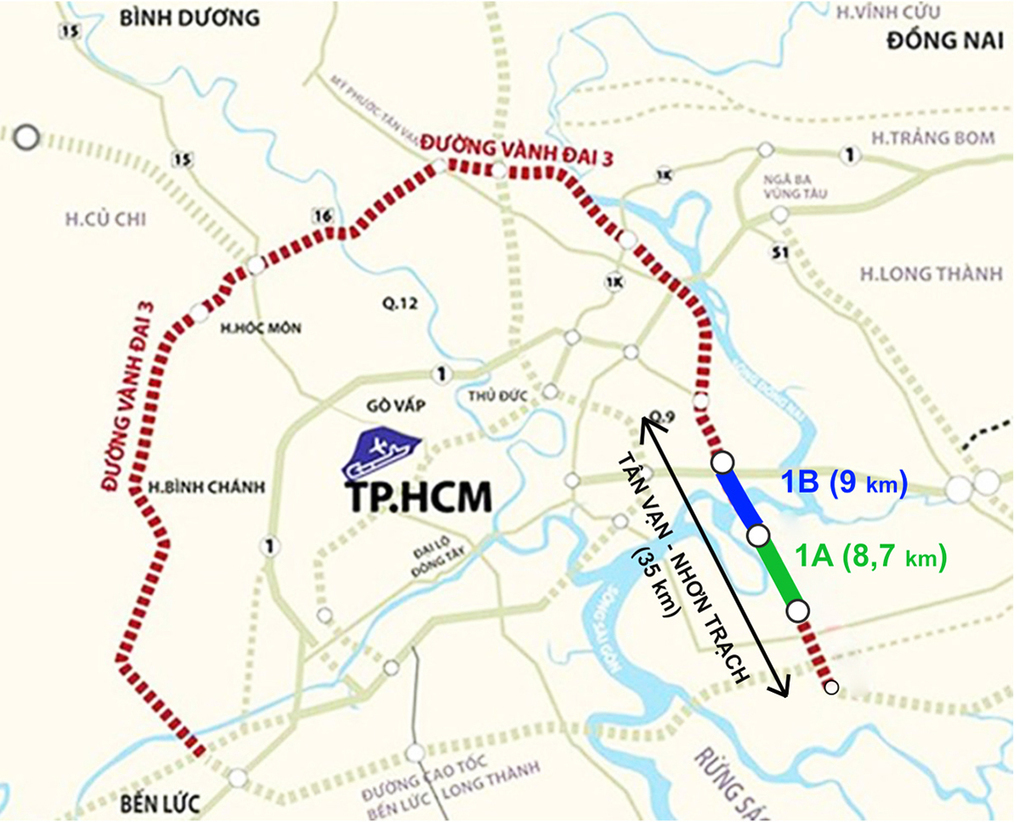 BÌNH DƯƠNG
H.VĨNH CỬU
ĐỒNG NAI
15
MỸ PHƯỚC-TÂN VẠN
ĐƯỜNG VÀNH ĐAI 3
H.TRẢNG BOM
1
15
1K
NGÃ BA
VŨNG TÀU
H.CỦ CHI
16
51
H.LONG THÀNH
1K
Q.12
H.HÓC MÔN
ĐƯỜNG VÀNH ĐAI 3
1
THỦ ĐỨC
GÒ VẤP
SÔNG ĐỒNG NAI
Q.9
H.BÌNH CHÁNH
TP.HCM
1B (9 km)
1
ĐẠI LỘ
ĐÔNG TÂY
1A (8,7 km)
TÂN VẠN - NHƠN TRẠCH
(35 km)
SÔNG SÀI GÒN
ĐƯỜNG CAO TỐC
BẾN LỨC - LONG THÀNH
RỪNG SÁC
BẾN LỨC